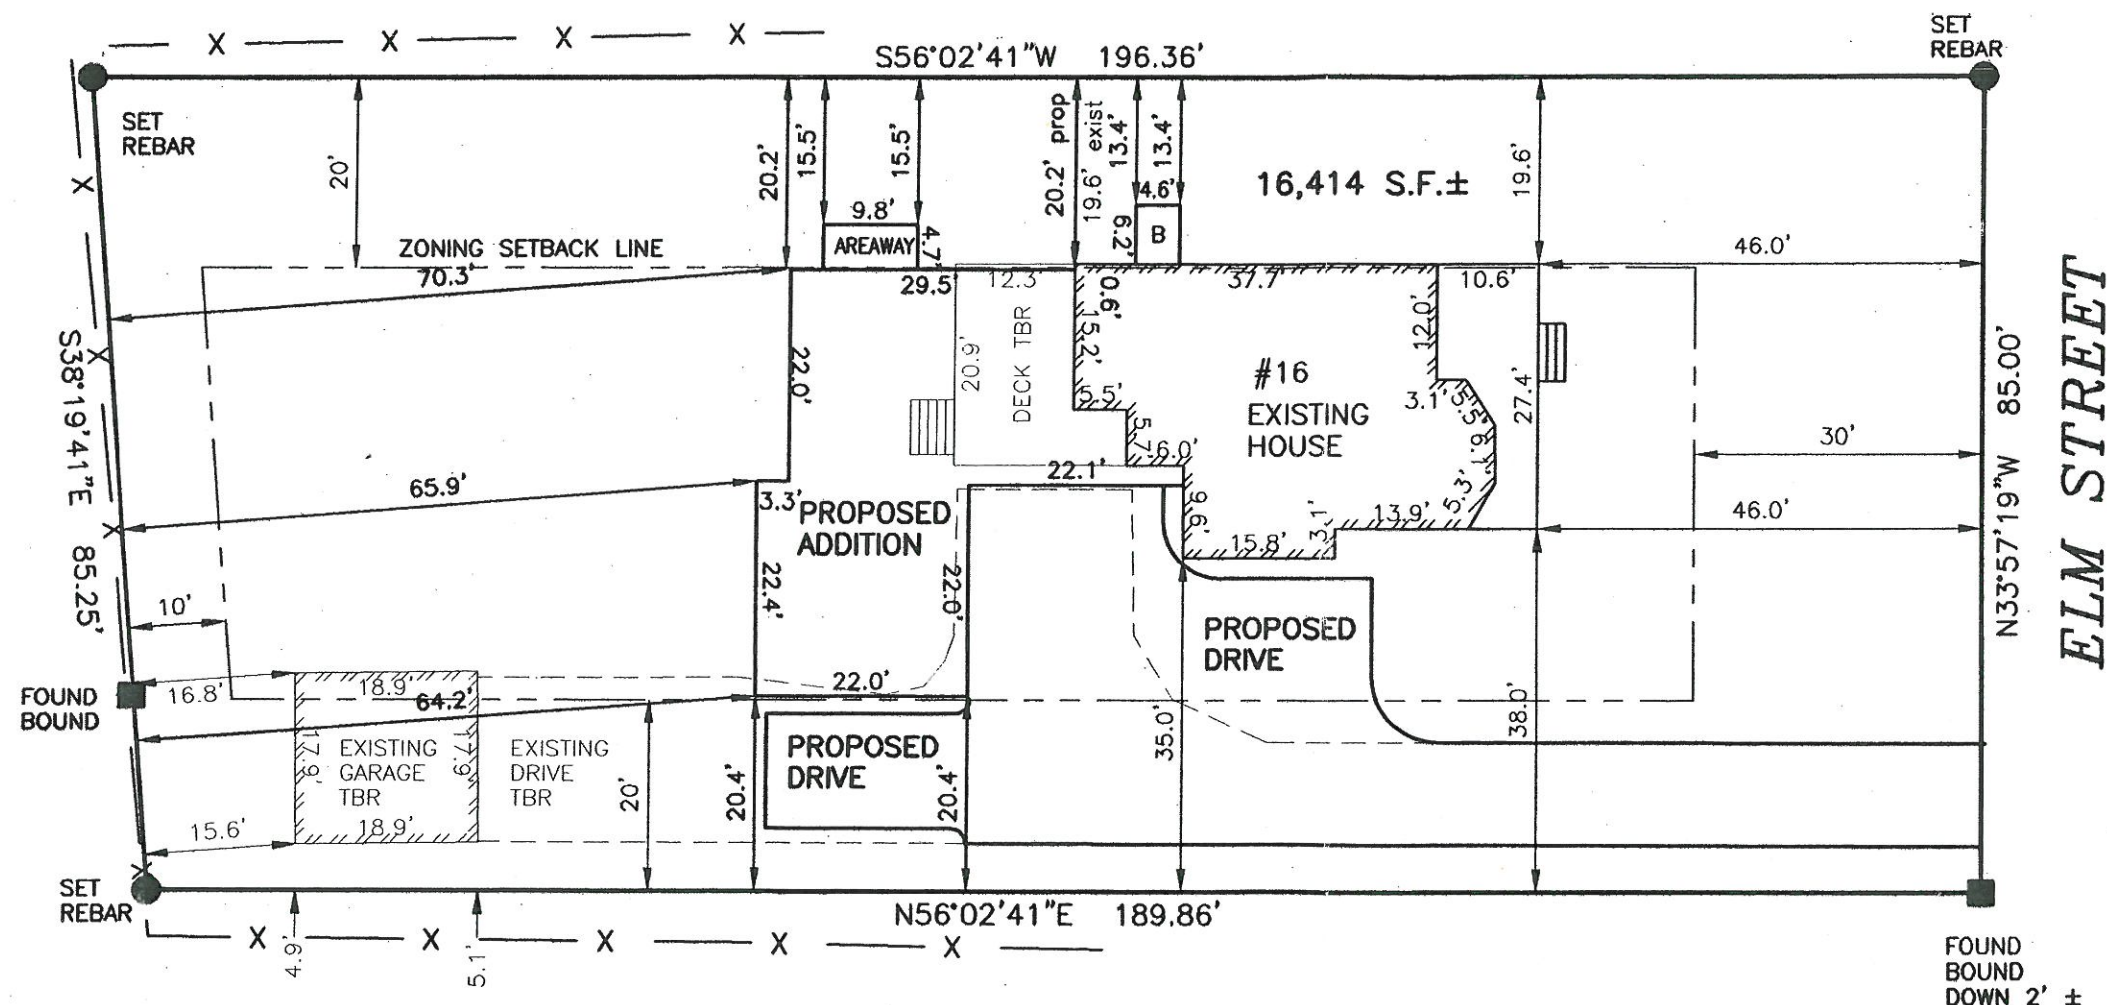 SET
REBAR
X X X X
S56°02'41"W 196.36'
SET
REBAR
X
20'
20.2'
15.5'
15.5'
20.2' prop
19.6' exist
13.4'
13.4'
4.6'
16,414 S.F.±
19.6'
9.8'
AREAWAY
4.7'
6.2'
B
ZONING SETBACK LINE
70.3'
29.5'
12.3'
0.6'
37.7'
10.6'
46.0'
S38°19'41"E 85.25'
X
22.0'
20.9'
DECK TBR
15.2'
5.5'
5.7'
6.0'
#16
EXISTING
HOUSE
12.0'
3.1'
5.5'
6.1'
5.3'
27.4'
30'
N33°57'19"W 85.00'
ELM STREET
65.9'
X
3.3'
PROPOSED
ADDITION
22.1'
9.6'
15.8'
3.1'
13.9'
46.0'
10'
22.4'
22.0'
PROPOSED
DRIVE
FOUND
BOUND
16.8'
18.9'
64.2'
22.0'
35.0'
38.0'
17.9'
EXISTING
GARAGE
TBR
17.9'
18.9'
EXISTING
DRIVE
TBR
20'
20.4'
PROPOSED
DRIVE
20.4'
15.6'
X
SET
REBAR
N56°02'41"E 189.86'
X X X X X
4.9'
5.1'
FOUND
BOUND
DOWN 2' ±